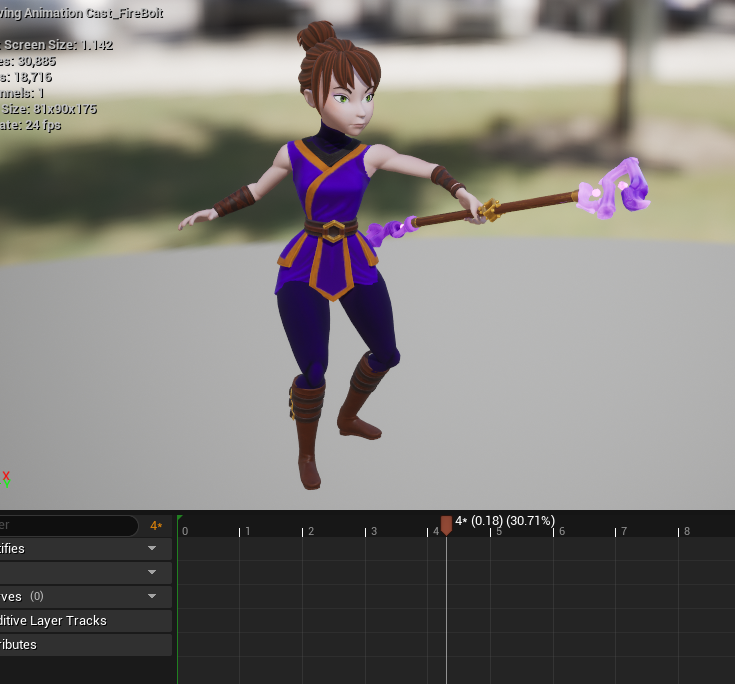 ving Animation Cast_FireBolt
Screen Size: 1.142
es: 30,885
s: 18,716
nnels: 1
Size: 81x90x175
ate: 24 fps
X
Y
er
4*
0 1 2 3 4 5 6 7 8
4* (0.18) (30.71%)
ifies
ves (0)
ditive Layer Tracks
ributes